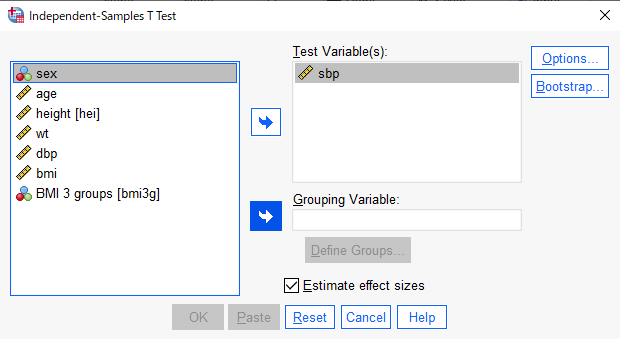 Independent-Samples T Test
sex
age
height [hei]
wt
dbp
bmi
BMI 3 groups [bmi3g]
Test Variable(s):
sbp
Options...
Bootstrap...
Grouping Variable:
Define Groups...
Estimate effect sizes
OK
Paste
Reset
Cancel
Help